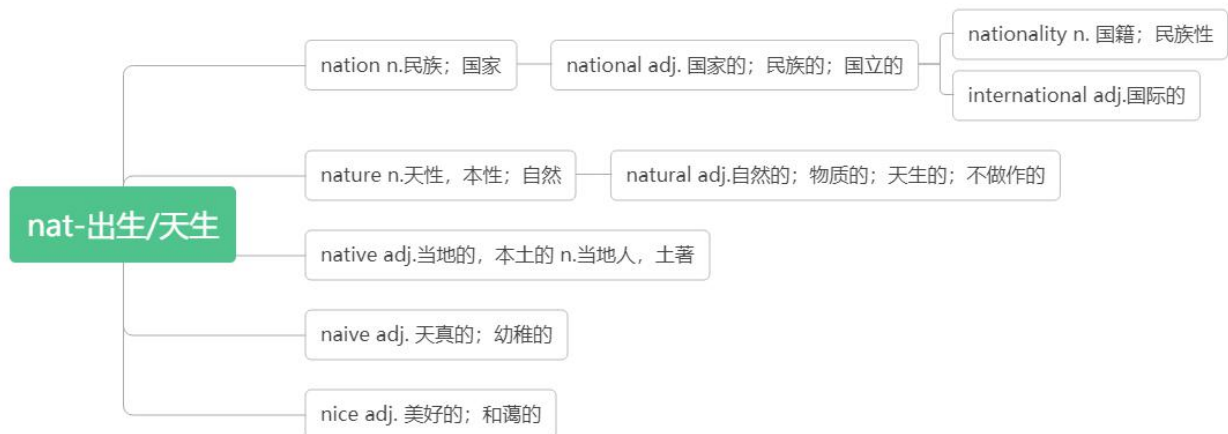 nat-出生/天生
nation n.民族；国家
national adj. 国家的；民族的；国立的
nationality n. 国籍；民族性
international adj.国际的
nature n.天性，本性；自然
natural adj.自然的；物质的；天生的；不做作的
native adj.当地的，本土的 n.当地人，土著
naive adj. 天真的；幼稚的
nice adj. 美好的；和蔼的